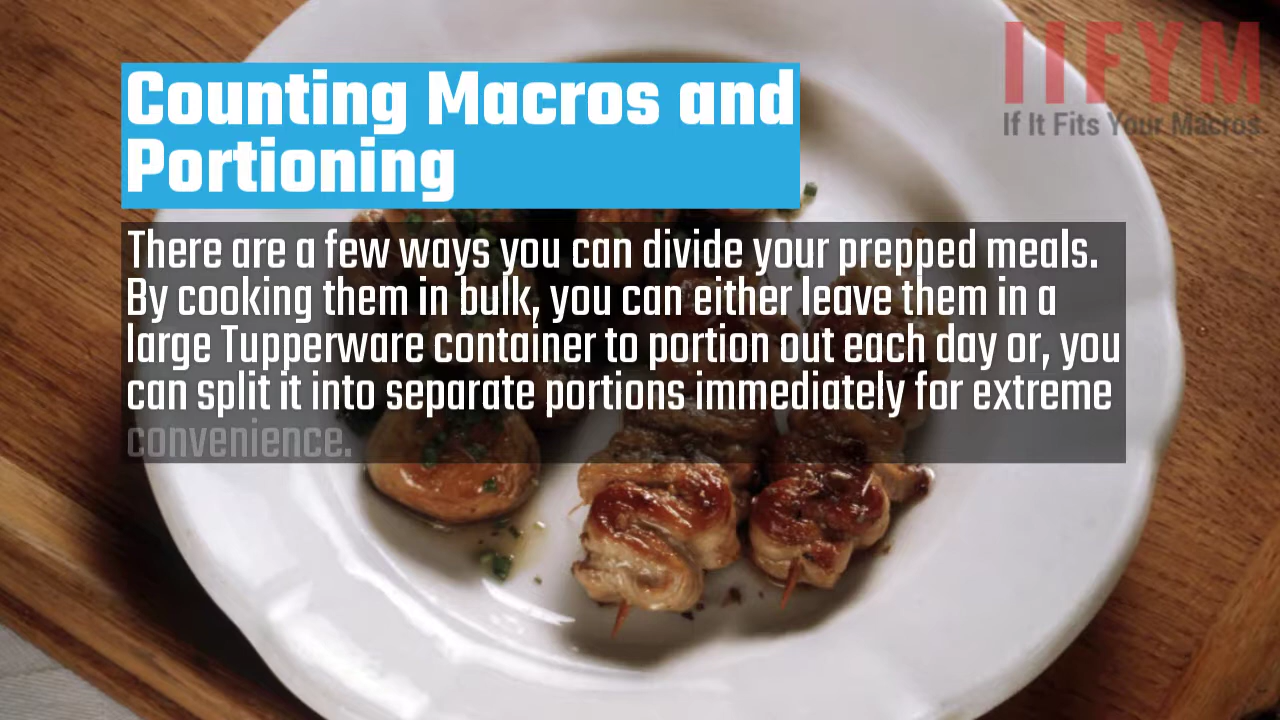 IIFYM
If It Fits Your Macros
Counting Macros and
Portioning
There are a few ways you can divide your prepped meals.
By cooking them in bulk, you can either leave them in a
large Tupperware container to portion out each day or, you
can split it into separate portions immediately for extreme
convenience.